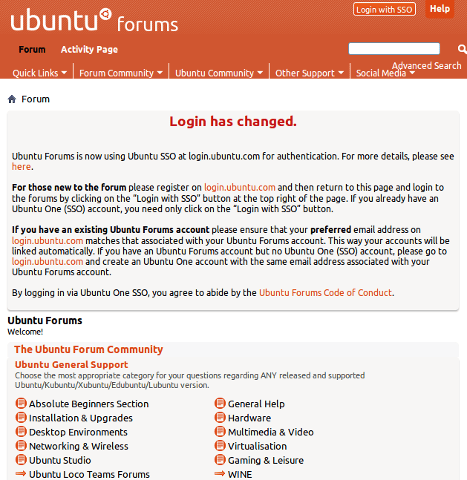 ubuntu forums
Login with SSO Help
Forum Activity Page
Advanced Search
Quick Links Forum Community Ubuntu Community Other Support Social Media
Forum
Login has changed.
Ubuntu Forums is now using Ubuntu SSO at login.ubuntu.com for authentication. For more details, please see
here.
For those new to the forum please register on login.ubuntu.com and then return to this page and login to
the forums by clicking on the "Login with SSO" button at the top right of the page. If you already have an
Ubuntu One (SSO) account, you need only click on the "Login with SSO" button.
If you have an existing Ubuntu Forums account please ensure that your preferred email address on
login.ubuntu.com matches that associated with your Ubuntu Forums account. This way your accounts will be
linked automatically. If you have an Ubuntu Forums account but no Ubuntu One (SSO) account, please go to
login.ubuntu.com and create an Ubuntu One account with the same email address associated with your
Ubuntu Forums account.
By logging in via Ubuntu One SSO, you agree to abide by the Ubuntu Forums Code of Conduct.
Ubuntu Forums
Welcome!
The Ubuntu Forum Community
Ubuntu General Support
Choose the most appropriate category for your questions regarding ANY released and supported
Ubuntu/Kubuntu/Xubuntu/Edubuntu/Lubuntu version.
Absolute Beginners Section General Help
Installation & Upgrades Hardware
Desktop Environments Multimedia & Video
Networking & Wireless Virtualisation
Ubuntu Studio Gaming & Leisure
Ubuntu Loco Teams Forums WINE